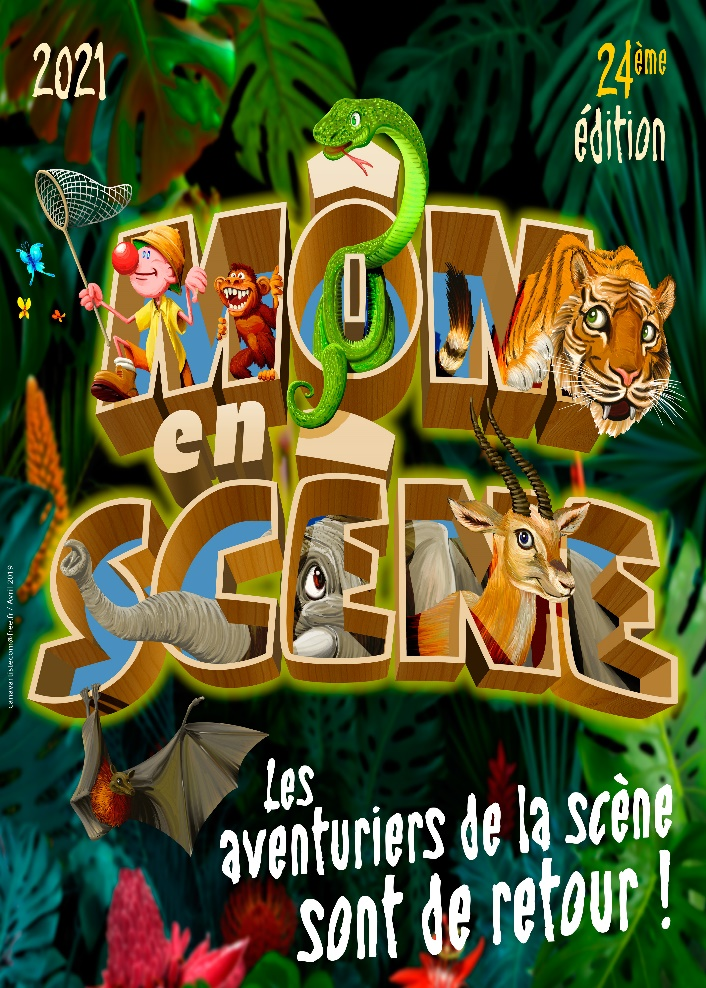 2021
24ème
édition
MÔM
en
SCÈNE
Les
aventuriers de la scène
sont de retour !